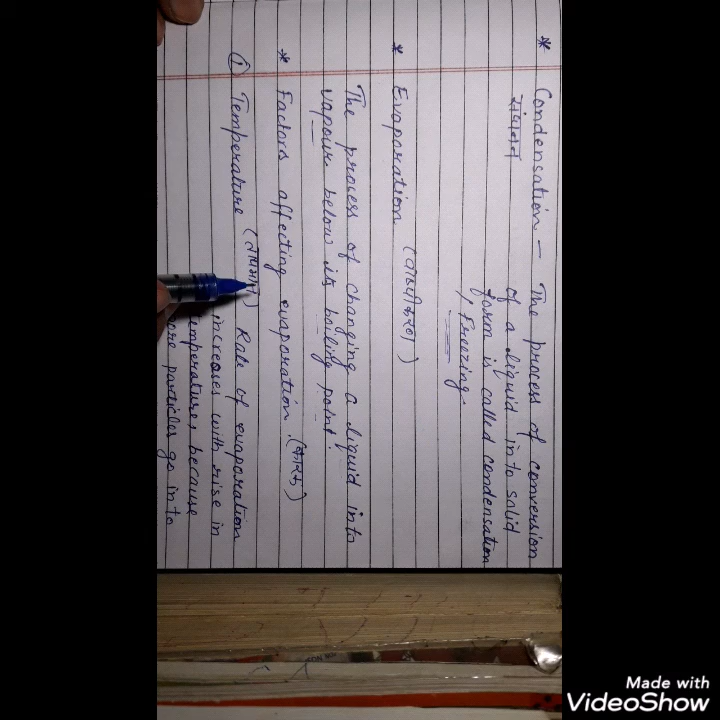 * Condensation – The process of conversion
संघनन of a liquid into solid
form is called condensation
/ Freezing.
* Evaporation (वाष्पीकरण)
The process of changing a liquid into
vapour below its boiling point.
* Factors affecting evaporation. (कारक)
① Temperature (तापमान) Rate of evaporation
increases with rise in
temperature, because
more particles go into
Made with
VideoShow